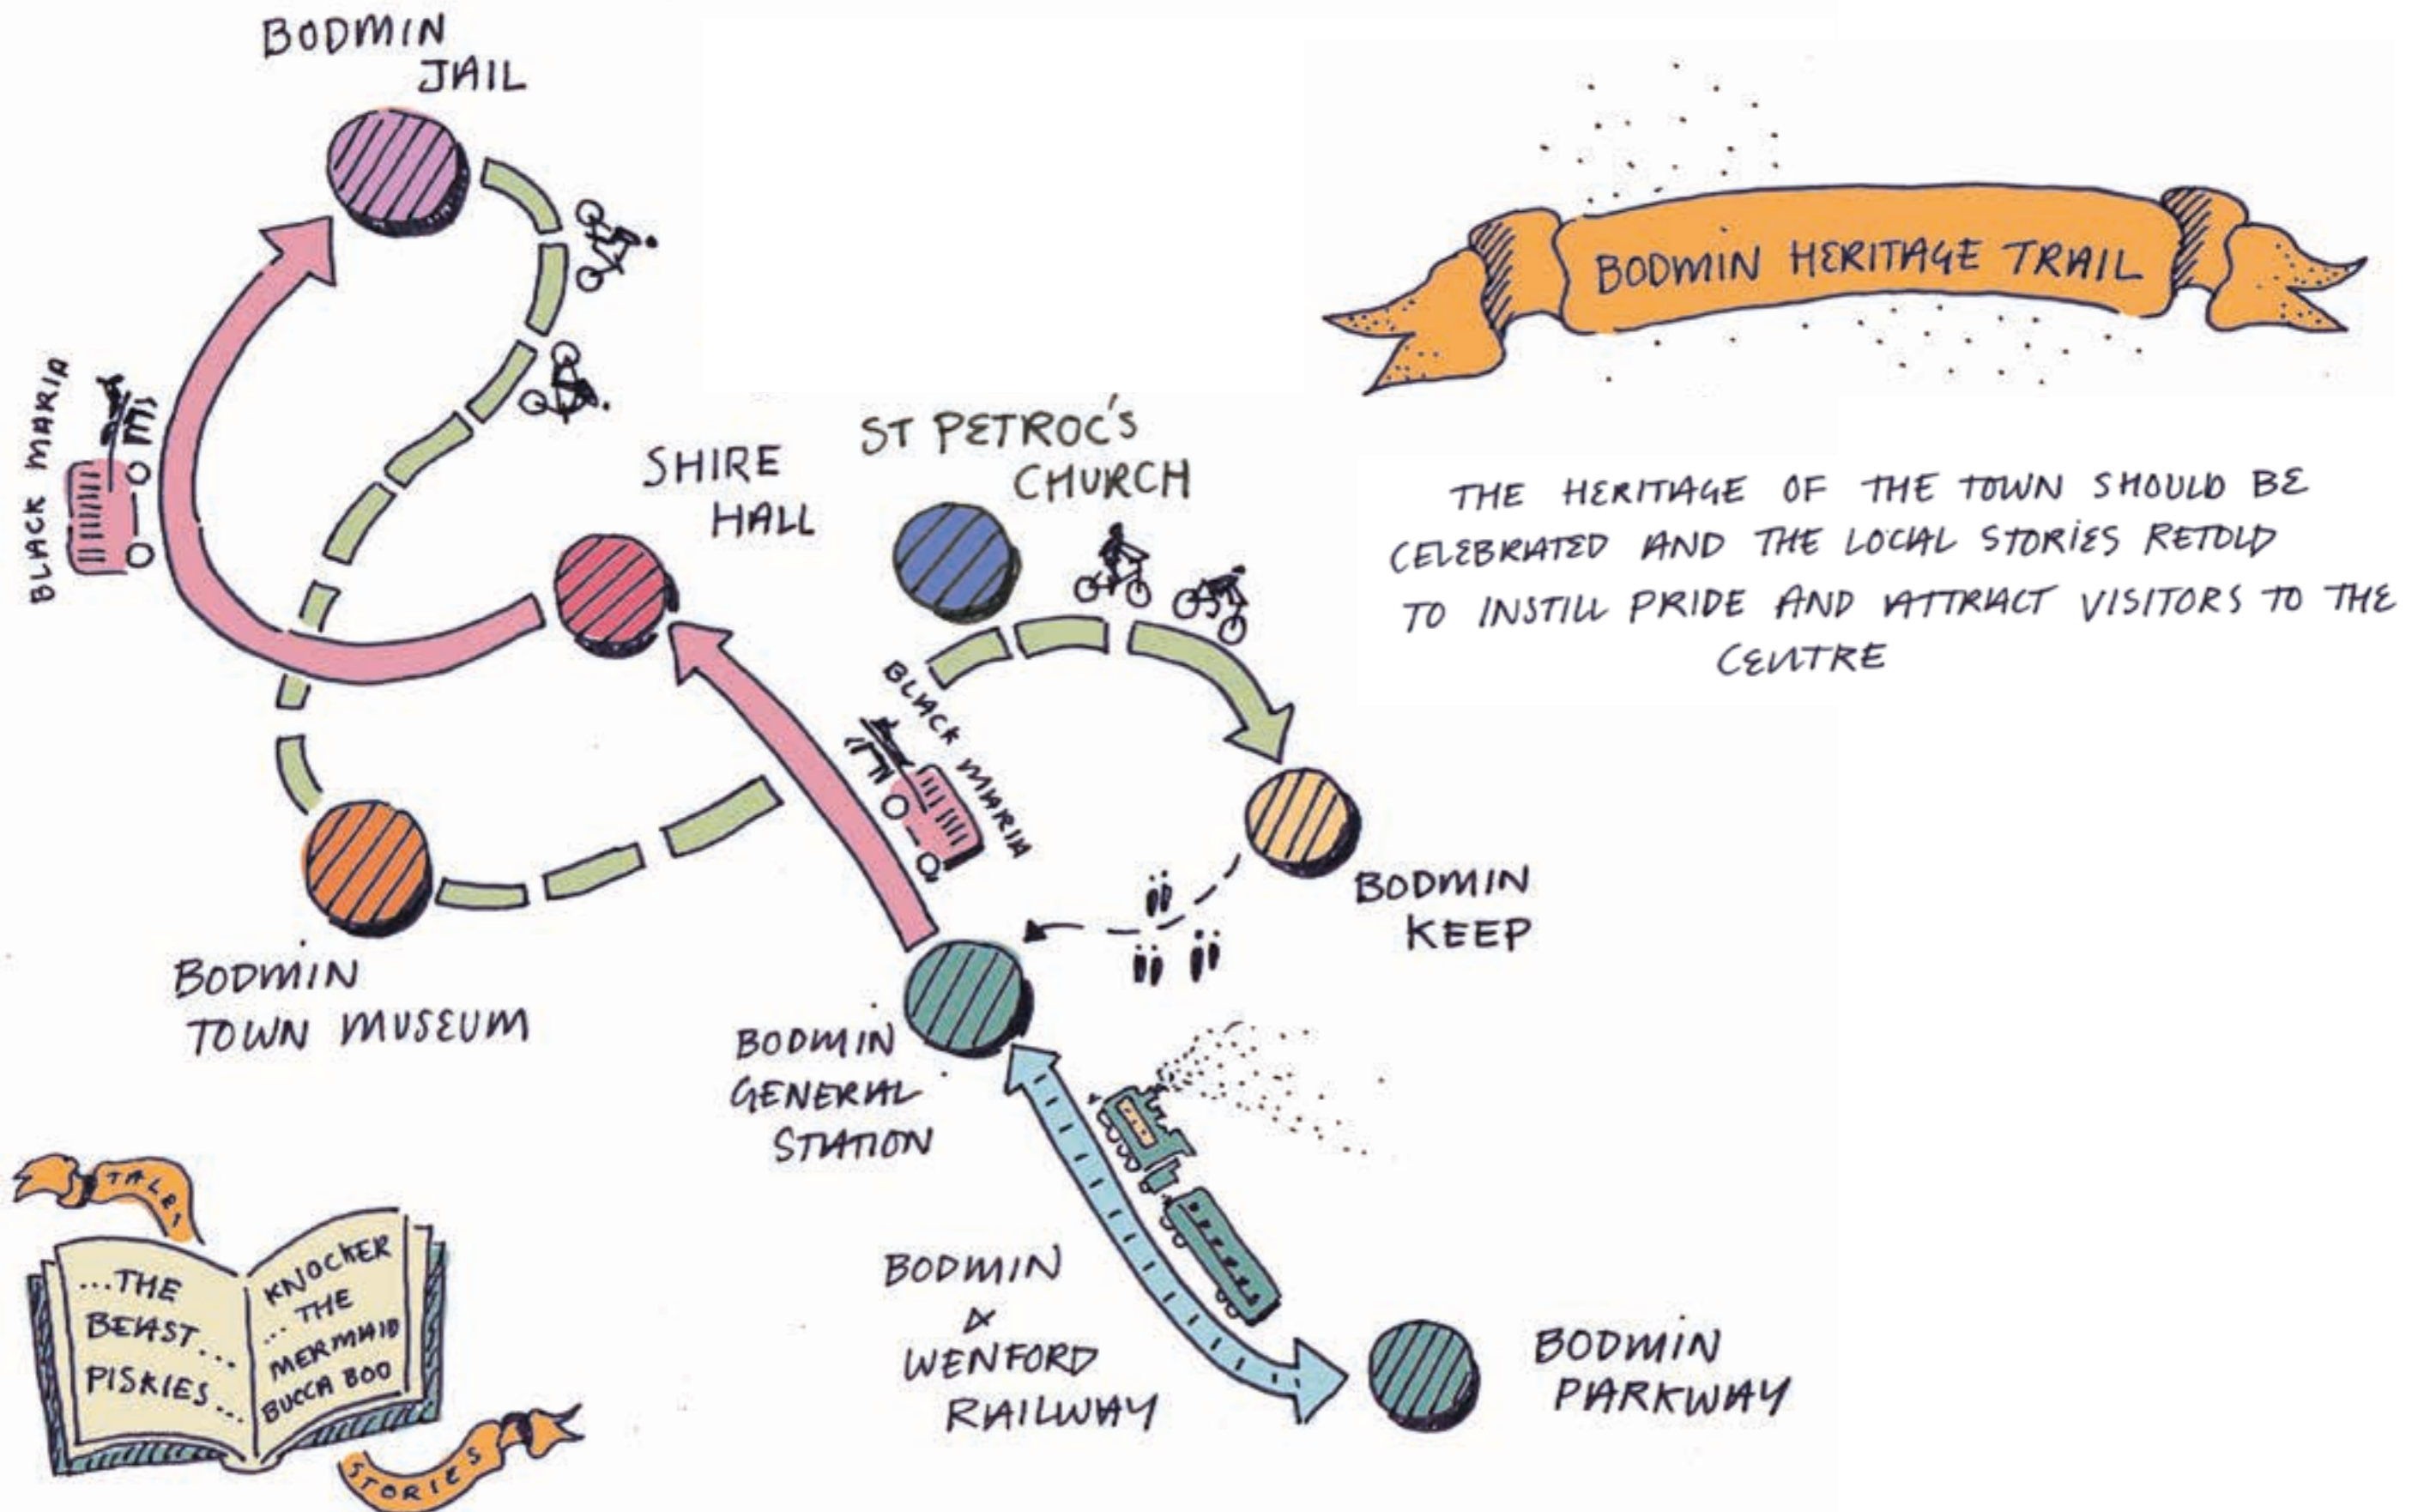 BODMIN
JAIL
BODMIN HERITAGE TRAIL
THE HERITAGE OF THE TOWN SHOULD BE
CELEBRATED AND THE LOCAL STORIES RETOLD
TO INSTILL PRIDE AND ATTRACT VISITORS TO THE
CENTRE
BLACK MARIA
SHIRE
HALL
ST PETROC'S
CHURCH
BLACK MARIA
BODMIN
KEEP
BODMIN
TOWN MUSEUM
BODMIN
GENERAL
STATION
BODMIN
&
WENFORD
RAILWAY
BODMIN
PARKWAY
TALES
...THE
BEAST...
PISKIES...
KNOCKER
... THE
MERMAID
BUCCA BOO
STORIES